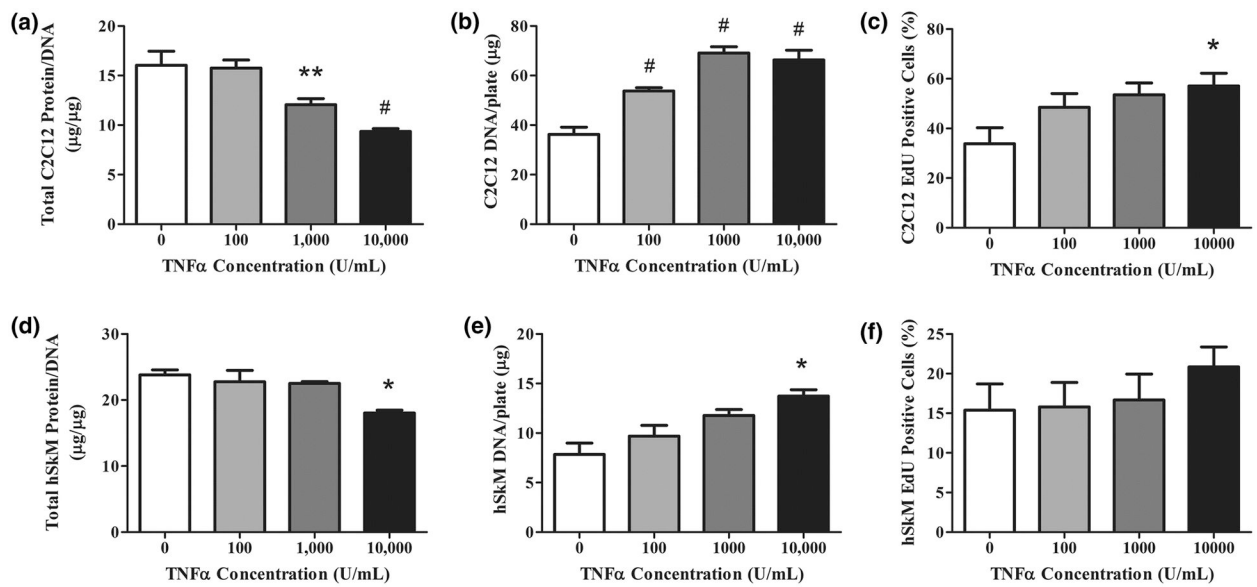 (a)
Total C2C12 Protein/DNA
(μg/μg)
20
15
10
5
0
**
#
0 100 1,000 10,000
TNFα Concentration (U/mL)
(b)
C2C12 DNA/plate (μg)
80
60
40
20
0
# # #
0 100 1000 10,000
TNFα Concentration (U/mL)
(c)
C2C12 EdU Positive Cells (%)
80
60
40
20
0
*
0 100 1000 10000
TNFα Concentration (U/mL)
(d)
Total hSkM Protein/DNA
(μg/μg)
30
20
10
0
*
0 100 1,000 10,000
TNFα Concentration (U/mL)
(e)
hSkM DNA/plate (μg)
20
15
10
5
0
*
0 100 1000 10,000
TNFα Concentration (U/mL)
(f)
hSkM EdU Positive Cells (%)
25
20
15
10
5
0
0 100 1000 10000
TNFα Concentration (U/mL)